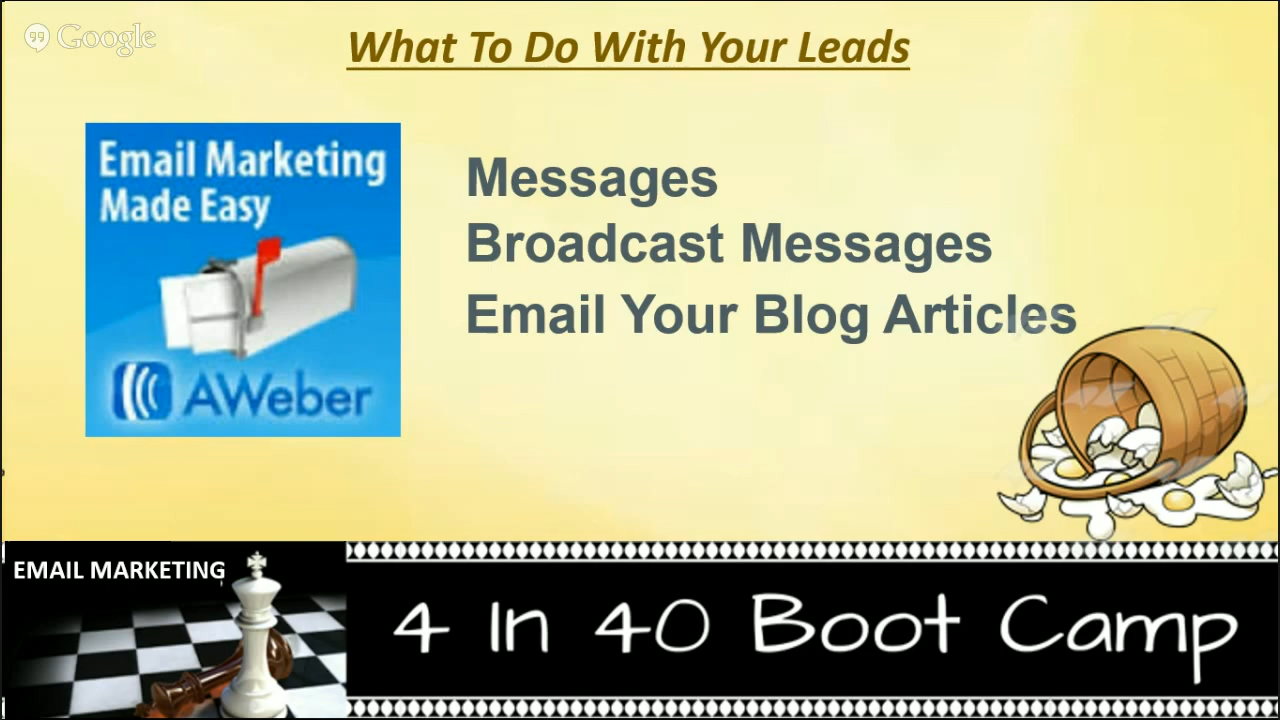 Google
What To Do With Your Leads
Email Marketing
Made Easy
AWeber
Messages
Broadcast Messages
Email Your Blog Articles
EMAIL MARKETING
4 In 40 Boot Camp